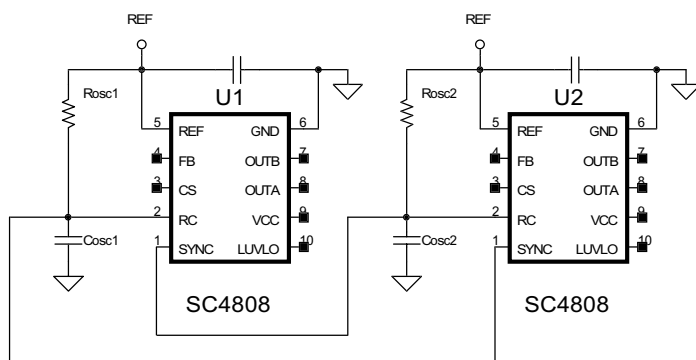 REF
REF
Rosc1
U1
Rosc2
U2
5 REF GND 6
4 FB OUTB 7
3 CS OUTA 8
2 RC VCC 9
1 SYNC LUVLO 10
Cosc1
5 REF GND 6
4 FB OUTB 7
3 CS OUTA 8
2 RC VCC 9
1 SYNC LUVLO 10
Cosc2
SC4808
SC4808